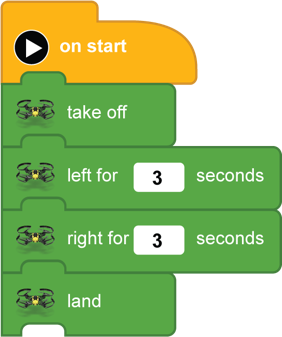 on start
take off
left for 3 seconds
right for 3 seconds
land